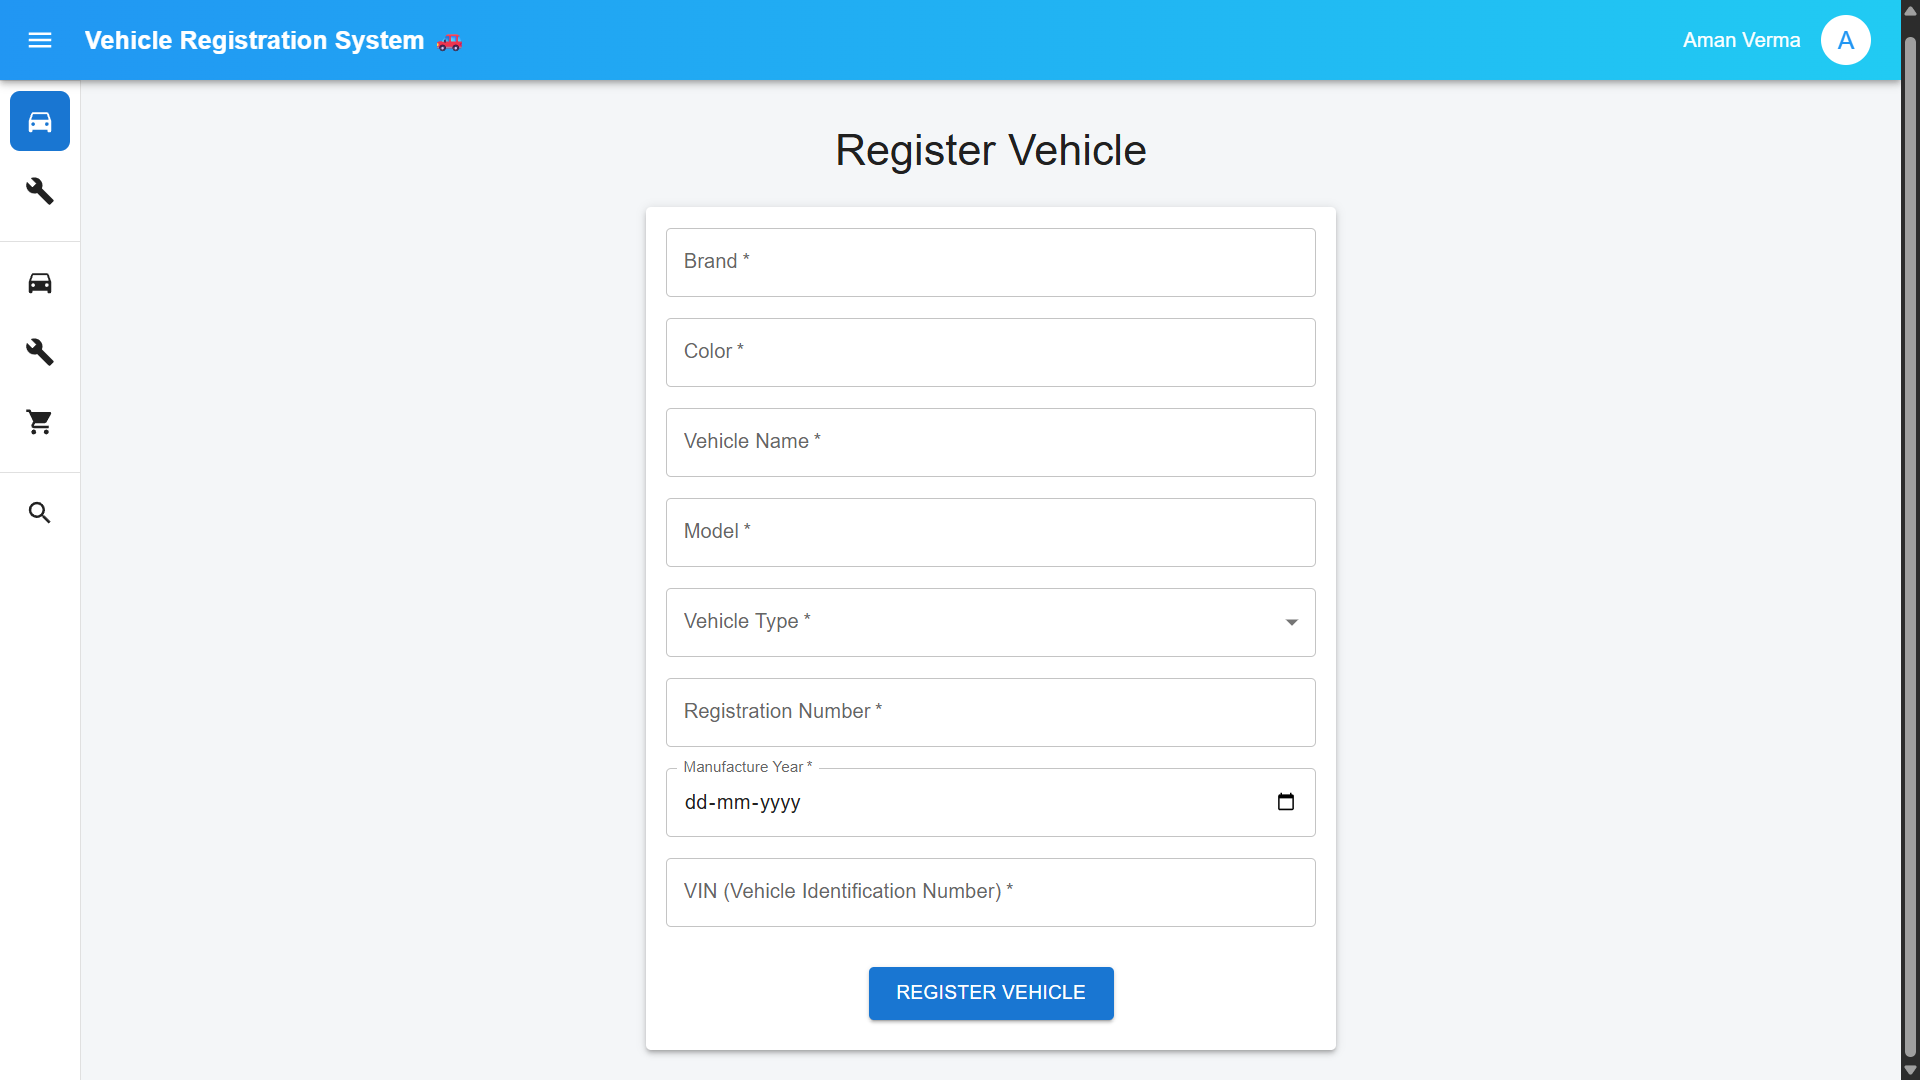 Vehicle Registration System 🚗
Aman Verma
A
Register Vehicle
Brand *
Color *
Vehicle Name *
Model *
Vehicle Type *
Registration Number *
Manufacture Year *
dd-mm-yyyy
VIN (Vehicle Identification Number) *
REGISTER VEHICLE